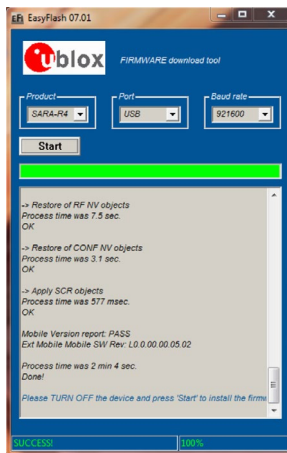 EasyFlash 07.01
ublox
FIRMWARE download tool
Product
Port
Baud rate
SARA-R4
USB
921600
Start
-> Restore of RF NV objects
Process time was 7.5 sec.
OK
-> Restore of CONF NV objects
Process time was 3.1 sec.
OK
-> Apply SCR objects
Process time was 577 msec.
OK
Mobile Version report: PASS
Ext Mobile Mobile SW Rev: L0.0.00.00.05.02
Process time was 2 min 4 sec.
Done!
Please TURN OFF the device and press 'Start' to install the firmw
SUCCESS!
100%